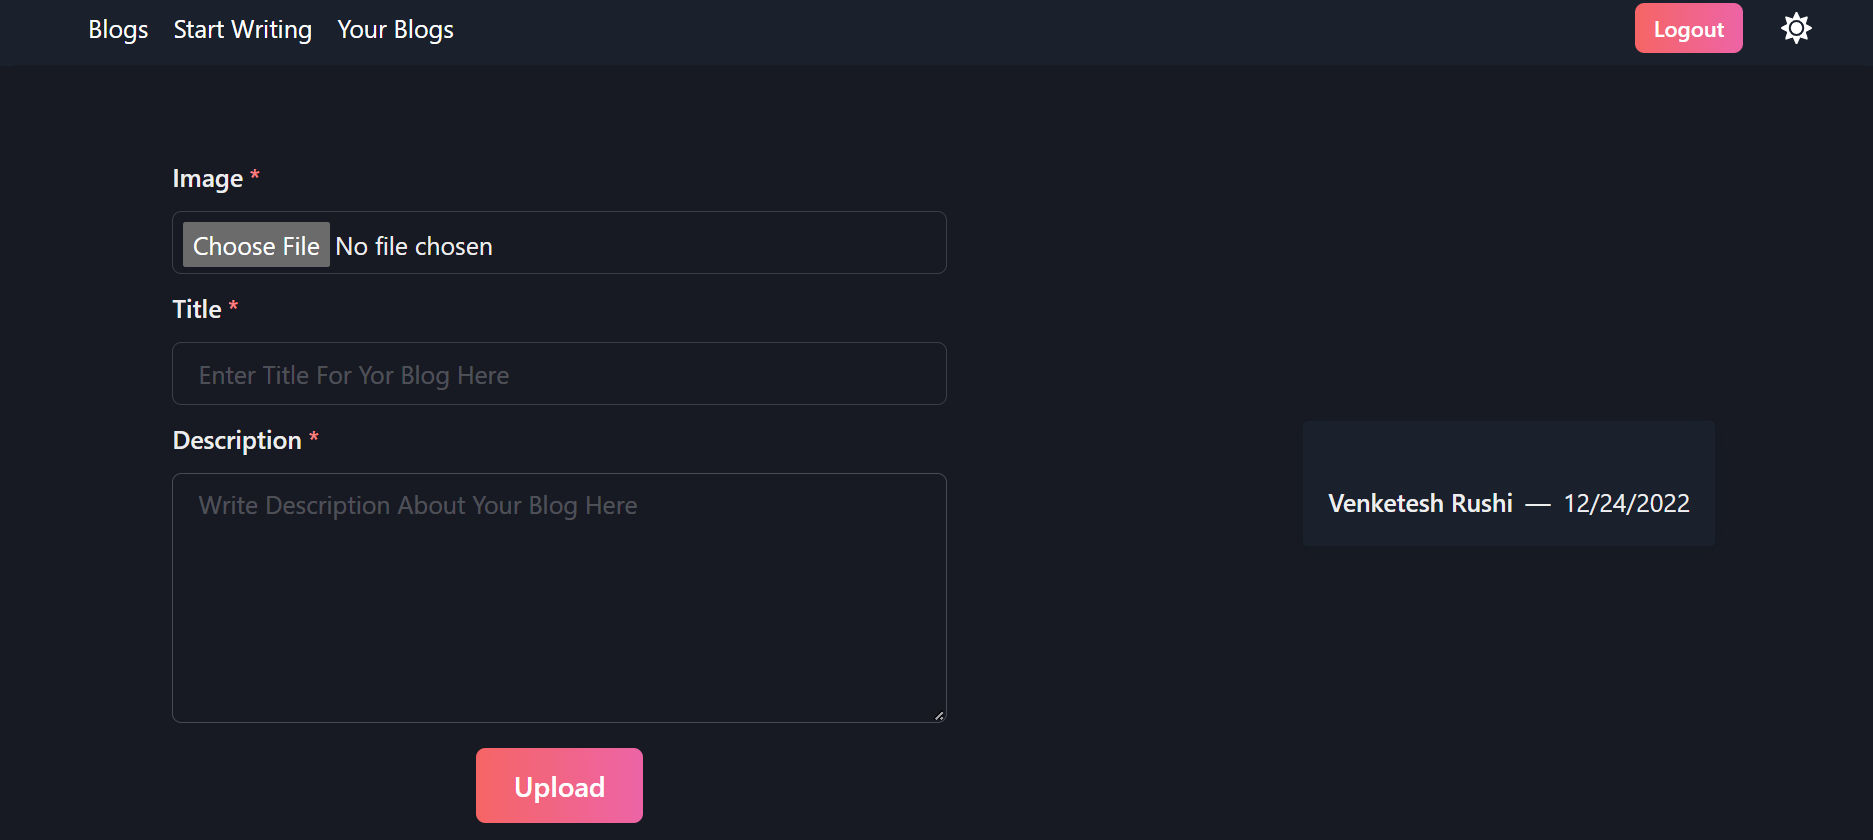 Blogs Start Writing Your Blogs Logout
Image *
Choose File No file chosen
Title *
Enter Title For Yor Blog Here
Description *
Write Description About Your Blog Here
Venketesh Rushi — 12/24/2022
Upload